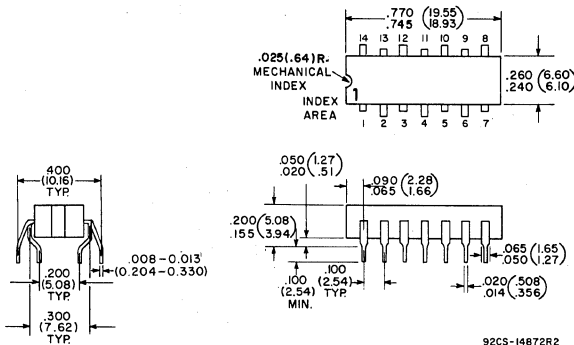 .770 (19.55)
.745 (18.93)
14 13 12 11 10 9 8
.025(.64)R.
MECHANICAL
INDEX
INDEX
AREA
1
.260 (6.60)
.240 (6.10)
1 2 3 4 5 6 7
.400
(10.16)
TYP.
.008-0.013
(0.204-0.330)
.200
(5.08)
TYP.
.300
(7.62)
TYP.
.050 (1.27)
.020 (.51)
.090 (2.28)
.065 (1.66)
.200 (5.08)
.155 (3.94)
.100
(2.54)
MIN.
.100
(2.54)
TYP.
.065 (1.65)
.050 (1.27)
.020 (.508)
.014 (.356)
92CS-14872R2